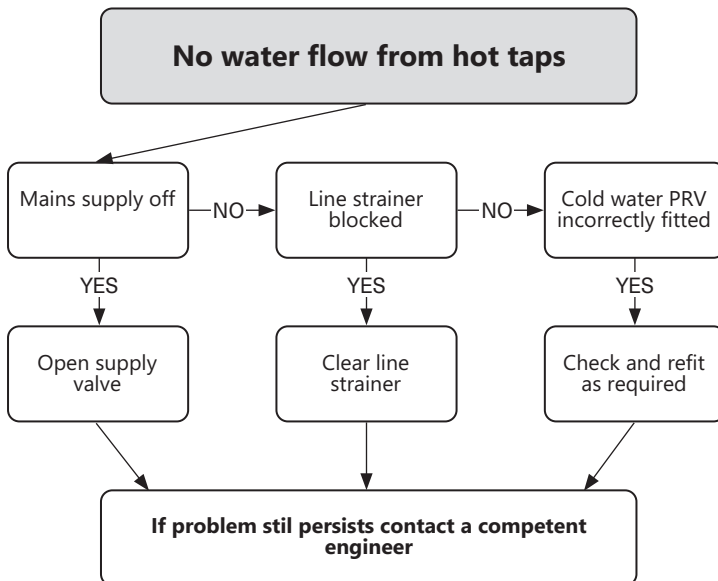 No water flow from hot taps
Mains supply off
NO
Line strainer
blocked
NO
Cold water PRV
incorrectly fitted
YES
YES
YES
Open supply
valve
Clear line
strainer
Check and refit
as required
If problem stil persists contact a competent
engineer